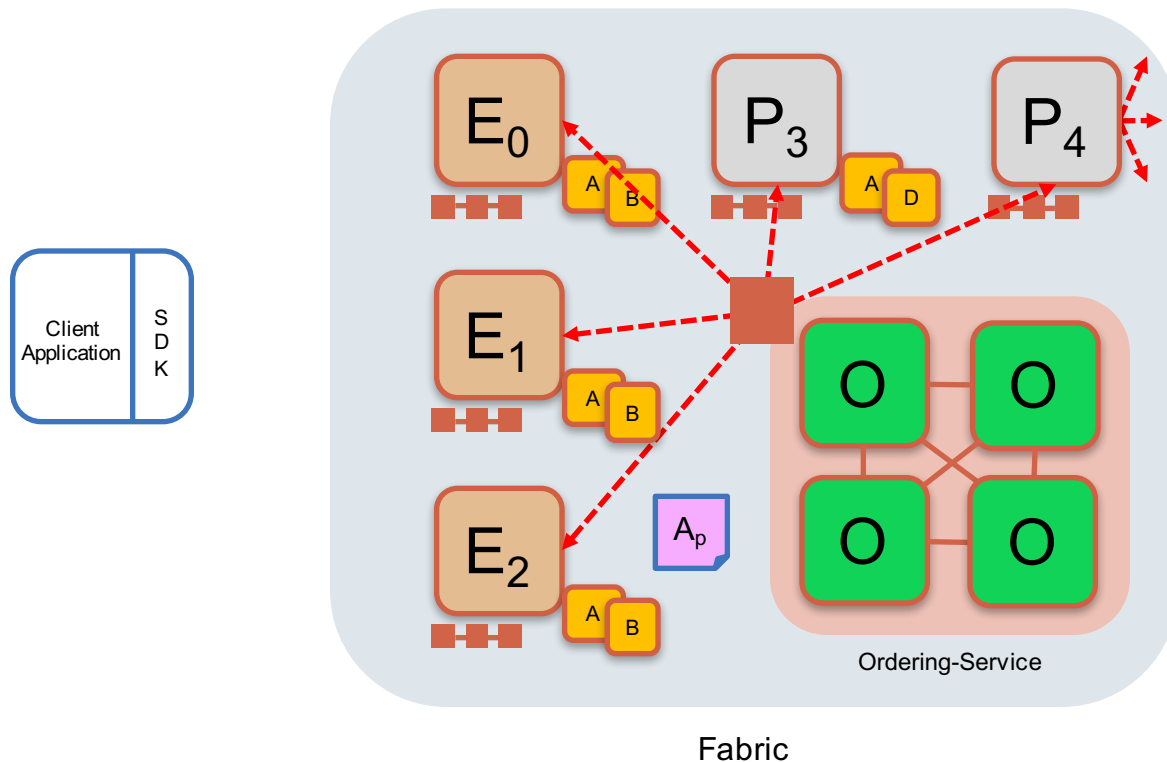 E₀
A
B
P₃
A
D
P₄
Client
Application
S
D
K
E₁
A
B
E₂
A
B
Aₚ
O
O
O
O
Ordering-Service
Fabric